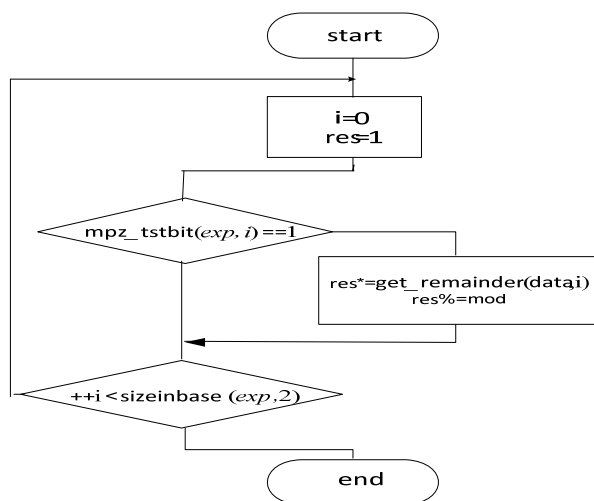 start
i=0
res=1
mpz_tstbit(exp, i)==1
res*=get_remainder(data,i)
res%=mod
++i<sizeinbase (exp,2)
end